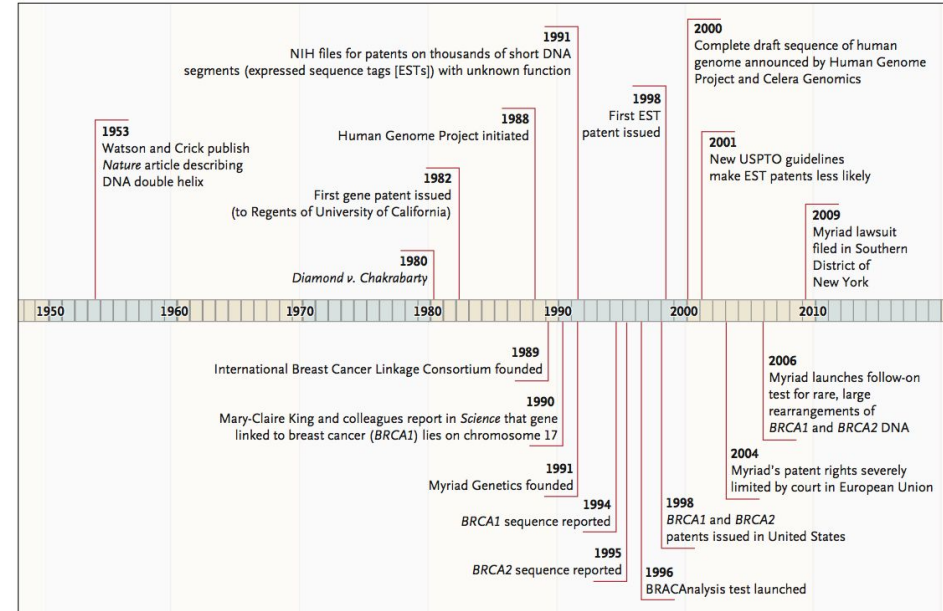 1991
NIH files for patents on thousands of short DNA
segments (expressed sequence tags [ESTs]) with unknown function
2000
Complete draft sequence of human
genome announced by Human Genome
Project and Celera Genomics
1998
First EST
patent issued
1988
Human Genome Project initiated
1953
Watson and Crick publish
Nature article describing
DNA double helix
2001
New USPTO guidelines
make EST patents less likely
1982
First gene patent issued
(to Regents of University of California)
2009
Myriad lawsuit
filed in Southern
District of
New York
1980
Diamond v. Chakrabarty
1950 1960 1970 1980 1990 2000 2010
1989
International Breast Cancer Linkage Consortium founded
2006
Myriad launches follow-on
test for rare, large
rearrangements of
BRCA1 and BRCA2 DNA
1990
Mary-Claire King and colleagues report in Science that gene
linked to breast cancer (BRCA1) lies on chromosome 17
2004
Myriad's patent rights severely
limited by court in European Union
1991
Myriad Genetics founded
1998
BRCA1 and BRCA2
patents issued in United States
1994
BRCA1 sequence reported
1995
BRCA2 sequence reported
1996
BRACAnalysis test launched